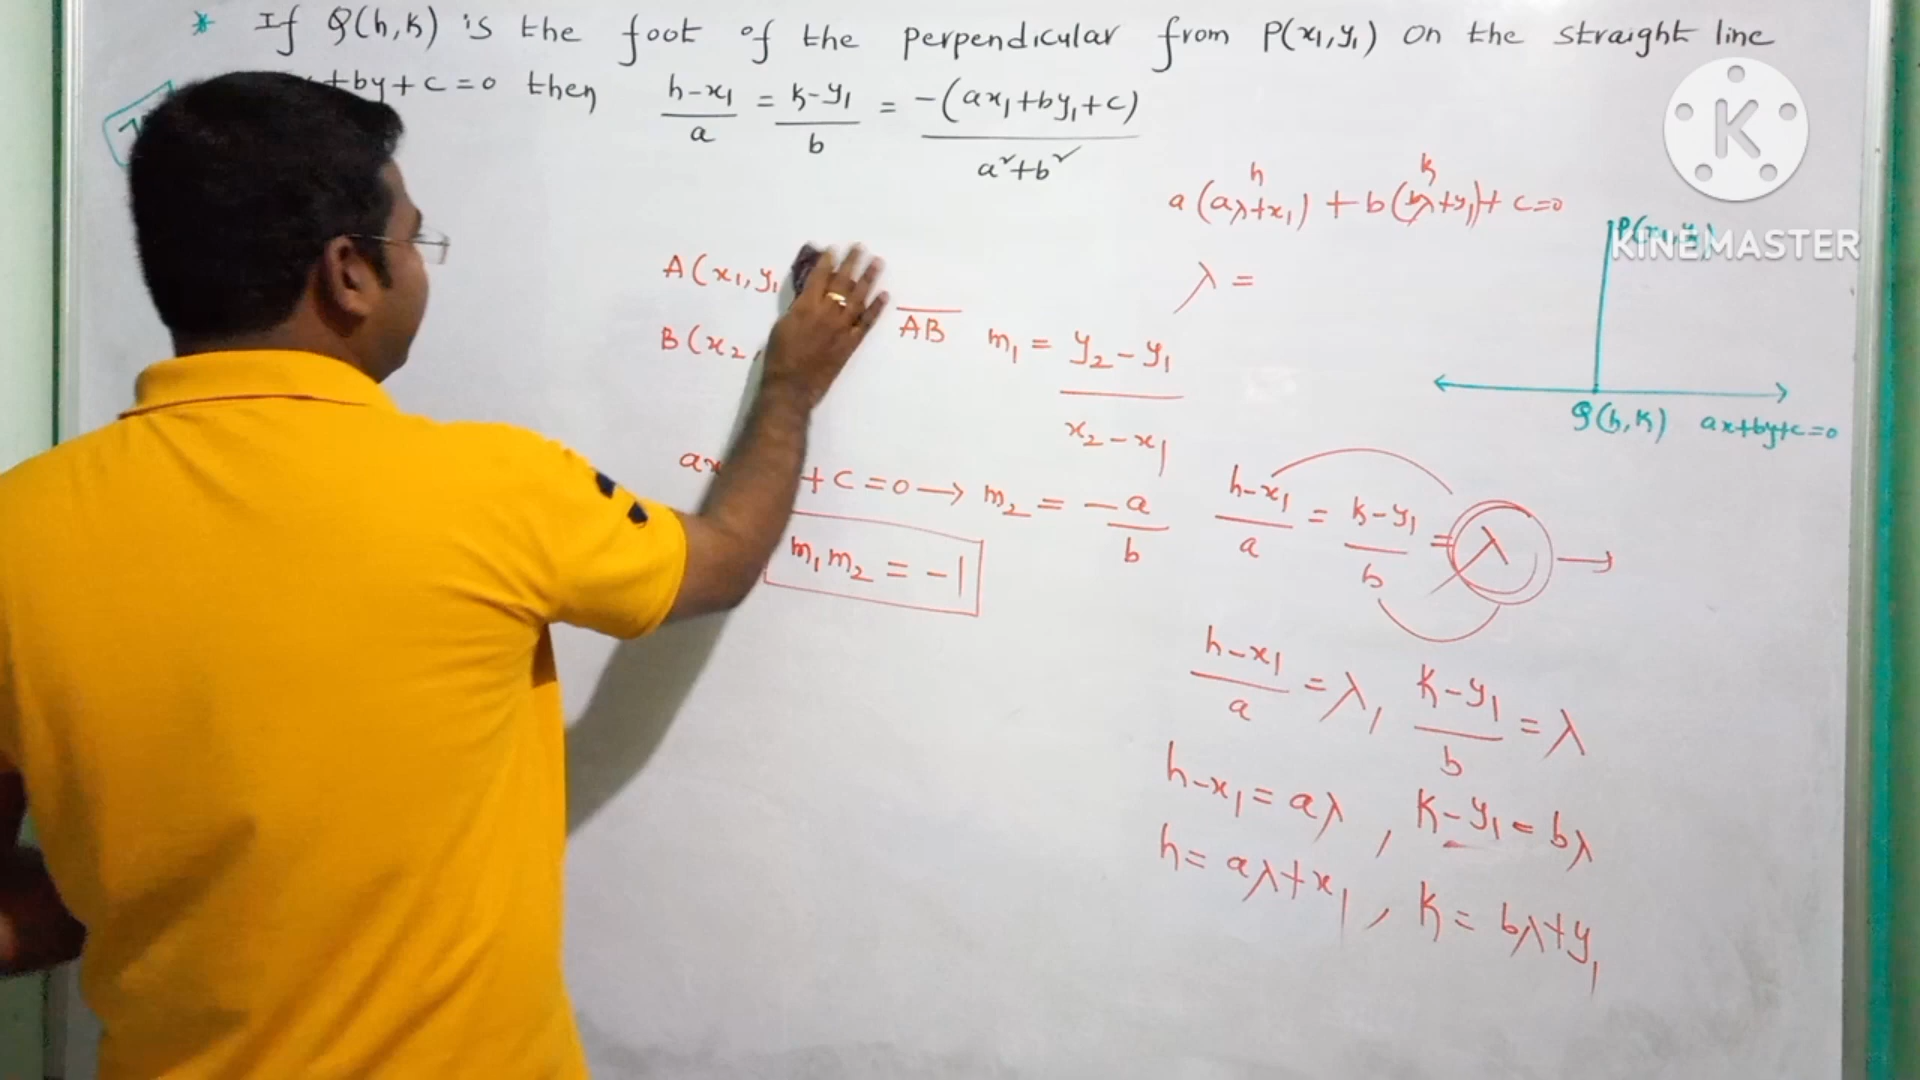 * If Q(h,k) is the foot of the perpendicular from P(x₁,y₁) on the straight line
+by+c=0 then (h-x₁)/a = (k-y₁)/b = -(ax₁+by₁+c)/(a²+b²)
h k
a(aλ+x₁) + b(bλ+y₁)+c=0
λ =
K
KINEMASTER
Q(h,k) ax+by+c=0
A(x₁,y₁
B(x₂,
AB m₁ = (y₂-y₁)/(x₂-x₁)
ax +c=0 → m₂ = -a/b
m₁m₂ = -1
(h-x₁)/a = (k-y₁)/b = λ →
(h-x₁)/a = λ, (k-y₁)/b = λ
h-x₁ = aλ , k-y₁ = bλ
h = aλ+x₁ , k = bλ+y₁